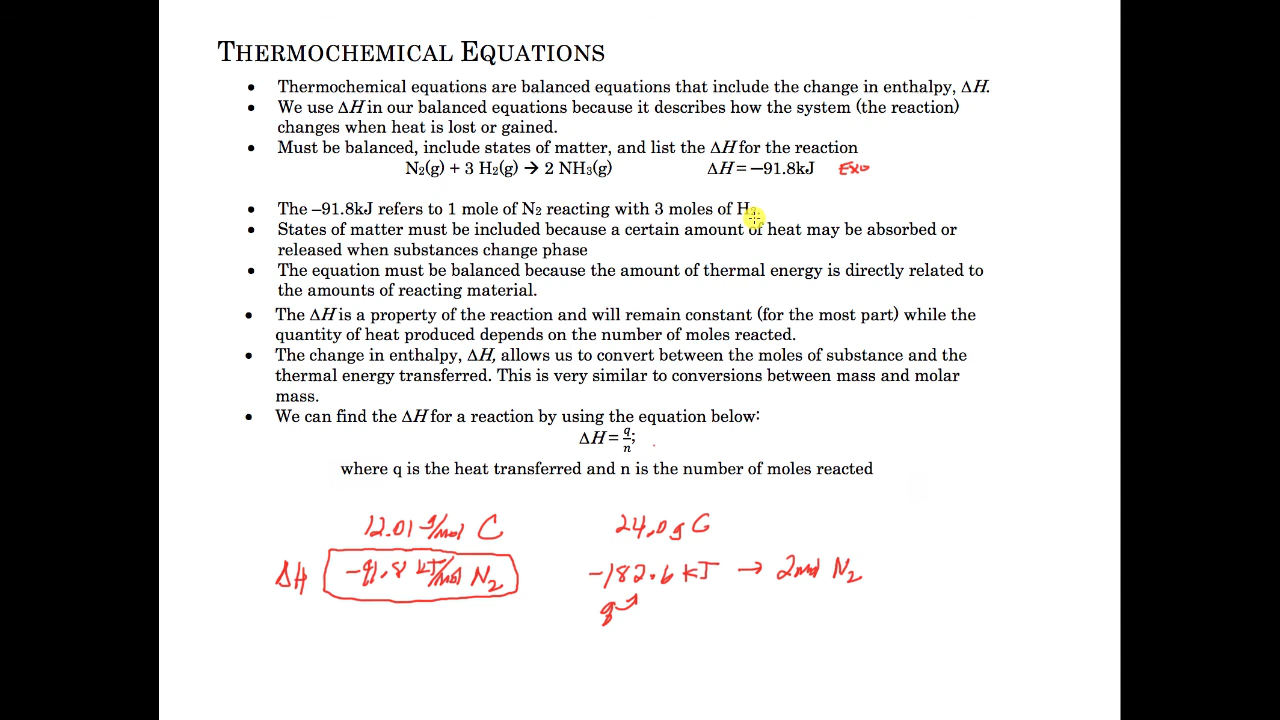 THERMOCHEMICAL EQUATIONS
• Thermochemical equations are balanced equations that include the change in enthalpy, ΔH.
• We use ΔH in our balanced equations because it describes how the system (the reaction)
changes when heat is lost or gained.
• Must be balanced, include states of matter, and list the ΔH for the reaction
N₂(g) + 3 H₂(g) → 2 NH₃(g) ΔH = –91.8kJ Exo
• The –91.8kJ refers to 1 mole of N₂ reacting with 3 moles of H₂.
• States of matter must be included because a certain amount of heat may be absorbed or
released when substances change phase
• The equation must be balanced because the amount of thermal energy is directly related to
the amounts of reacting material.
• The ΔH is a property of the reaction and will remain constant (for the most part) while the
quantity of heat produced depends on the number of moles reacted.
• The change in enthalpy, ΔH, allows us to convert between the moles of substance and the
thermal energy transferred. This is very similar to conversions between mass and molar
mass.
• We can find the ΔH for a reaction by using the equation below:
ΔH = q/n;
where q is the heat transferred and n is the number of moles reacted
12.01 g/mol C 24.0g C
ΔH -91.8 kJ/mol N₂ -182.6 kJ → 2mol N₂
q